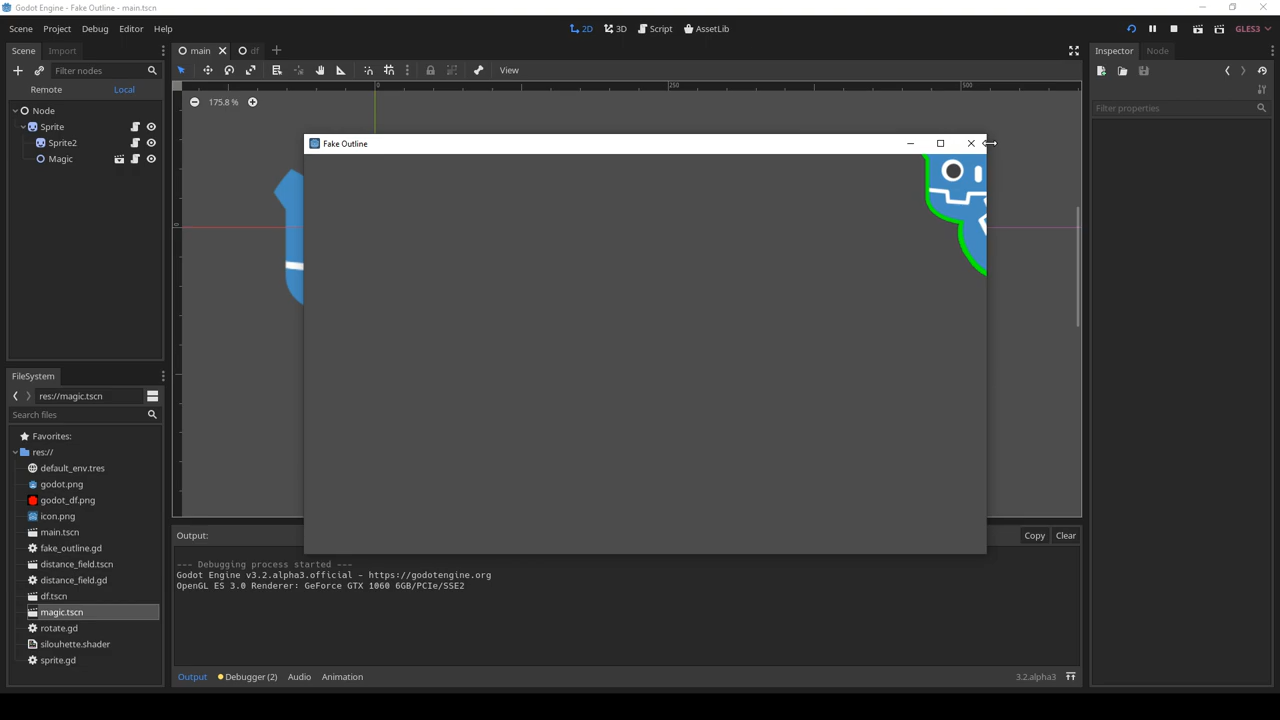 Godot Engine - Fake Outline - main.tscn
Scene Project Debug Editor Help
2D 3D Script AssetLib
GLES3
Scene Import
main df
Inspector Node
Filter nodes
View
Remote Local
175.8 %
0 250 500
Filter properties
Node
Sprite
Sprite2
Magic
Fake Outline
0
FileSystem
res://magic.tscn
Search files
Favorites:
res://
default_env.tres
godot.png
godot_df.png
icon.png
main.tscn
fake_outline.gd
distance_field.tscn
distance_field.gd
df.tscn
magic.tscn
rotate.gd
silouhette.shader
sprite.gd
Output:
Copy Clear
--- Debugging process started ---
Godot Engine v3.2.alpha3.official - https://godotengine.org
OpenGL ES 3.0 Renderer: GeForce GTX 1060 6GB/PCIe/SSE2
Output Debugger (2) Audio Animation
3.2.alpha3